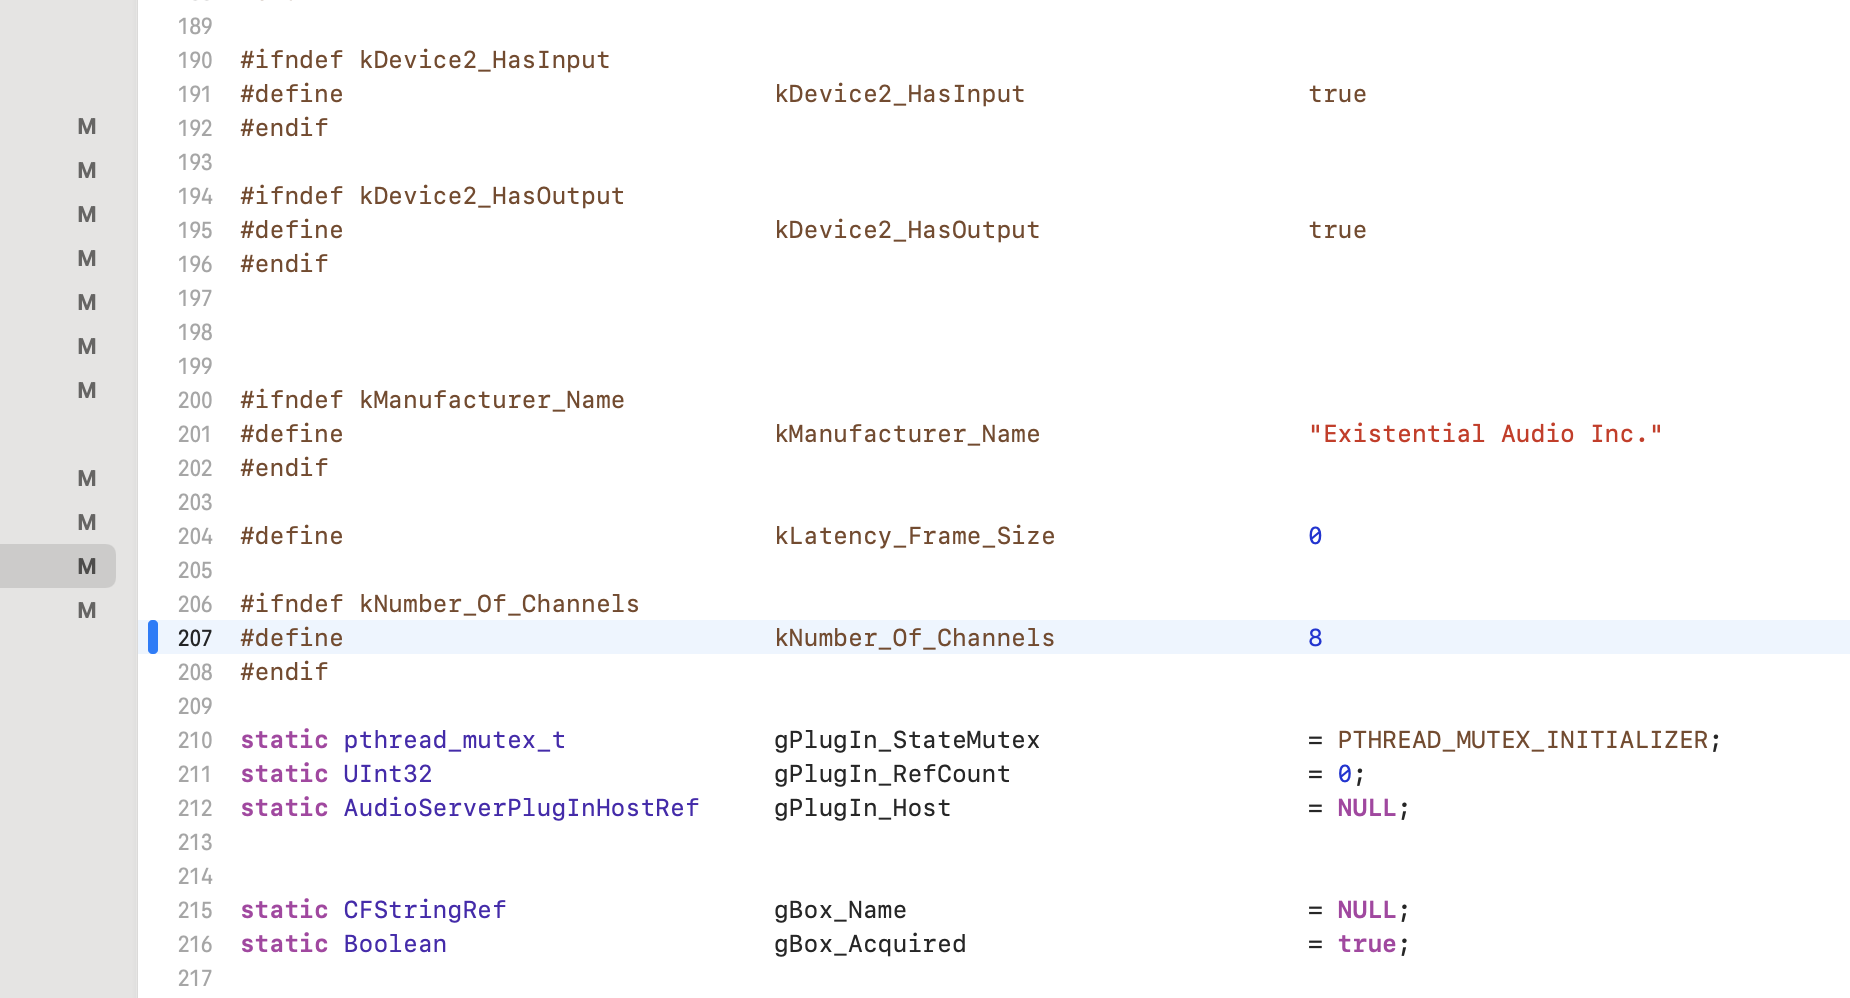 189
190 #ifndef kDevice2_HasInput
191 #define kDevice2_HasInput true
192 #endif
193
194 #ifndef kDevice2_HasOutput
195 #define kDevice2_HasOutput true
196 #endif
197
198
199
200 #ifndef kManufacturer_Name
201 #define kManufacturer_Name "Existential Audio Inc."
202 #endif
203
204 #define kLatency_Frame_Size 0
205
206 #ifndef kNumber_Of_Channels
207 #define kNumber_Of_Channels 8
208 #endif
209
210 static pthread_mutex_t gPlugIn_StateMutex = PTHREAD_MUTEX_INITIALIZER;
211 static UInt32 gPlugIn_RefCount = 0;
212 static AudioServerPlugInHostRef gPlugIn_Host = NULL;
213
214
215 static CFStringRef gBox_Name = NULL;
216 static Boolean gBox_Acquired = true;
217
M
M
M
M
M
M
M
M
M
M
M